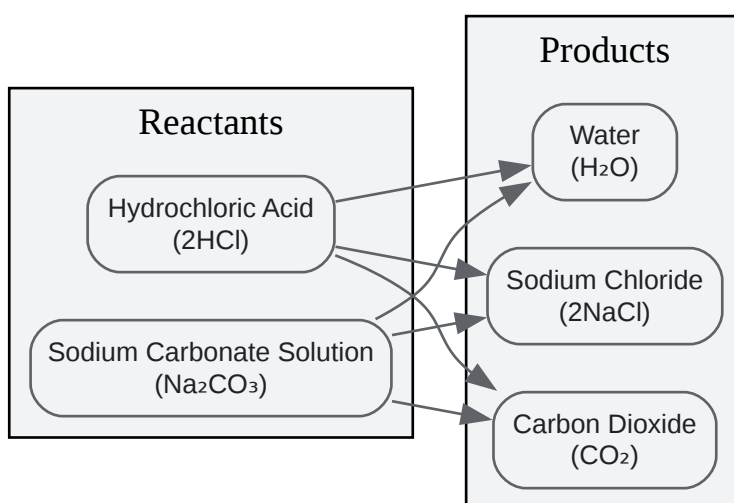 Reactants
Hydrochloric Acid
(2HCl)
Sodium Carbonate Solution
(Na₂CO₃)
Products
Water
(H₂O)
Sodium Chloride
(2NaCl)
Carbon Dioxide
(CO₂)